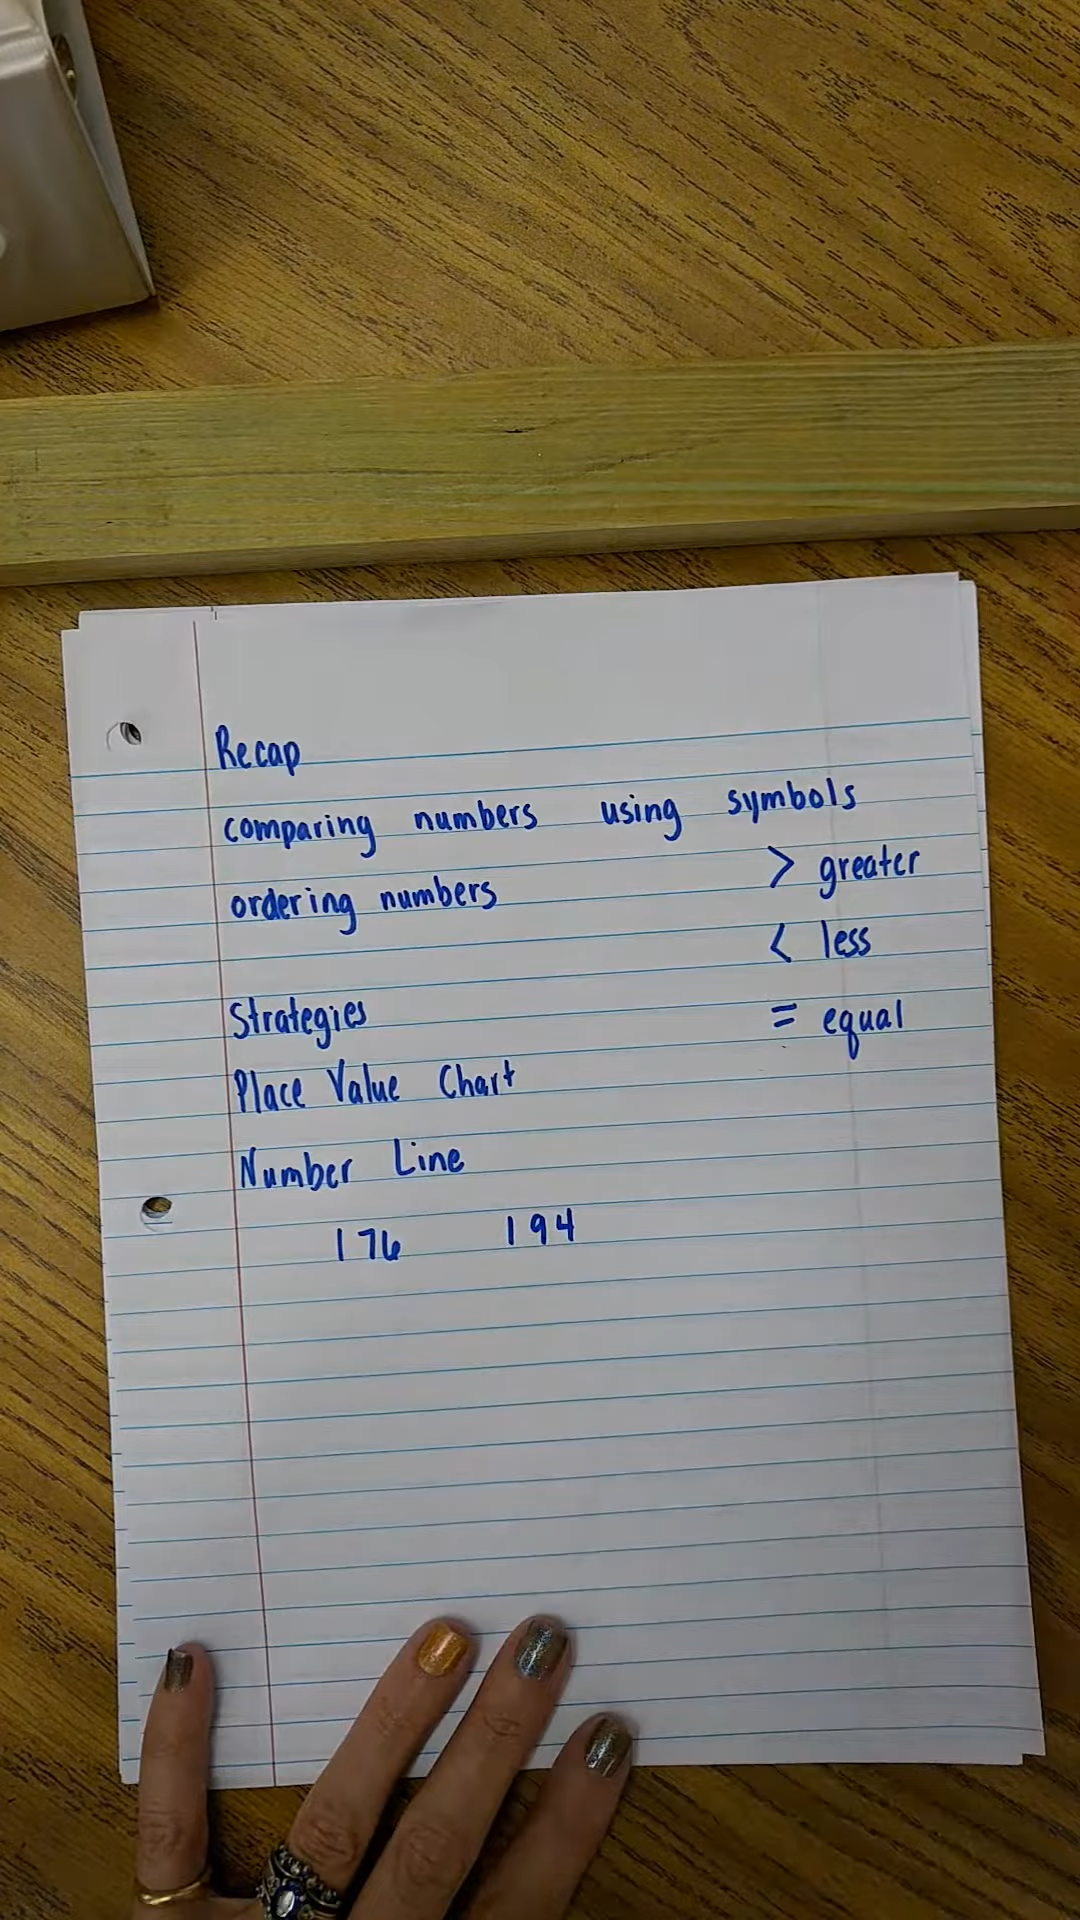 Recap
comparing numbers using symbols
> greater
ordering numbers
< less
Strategies
= equal
Place Value Chart
Number Line
176 194